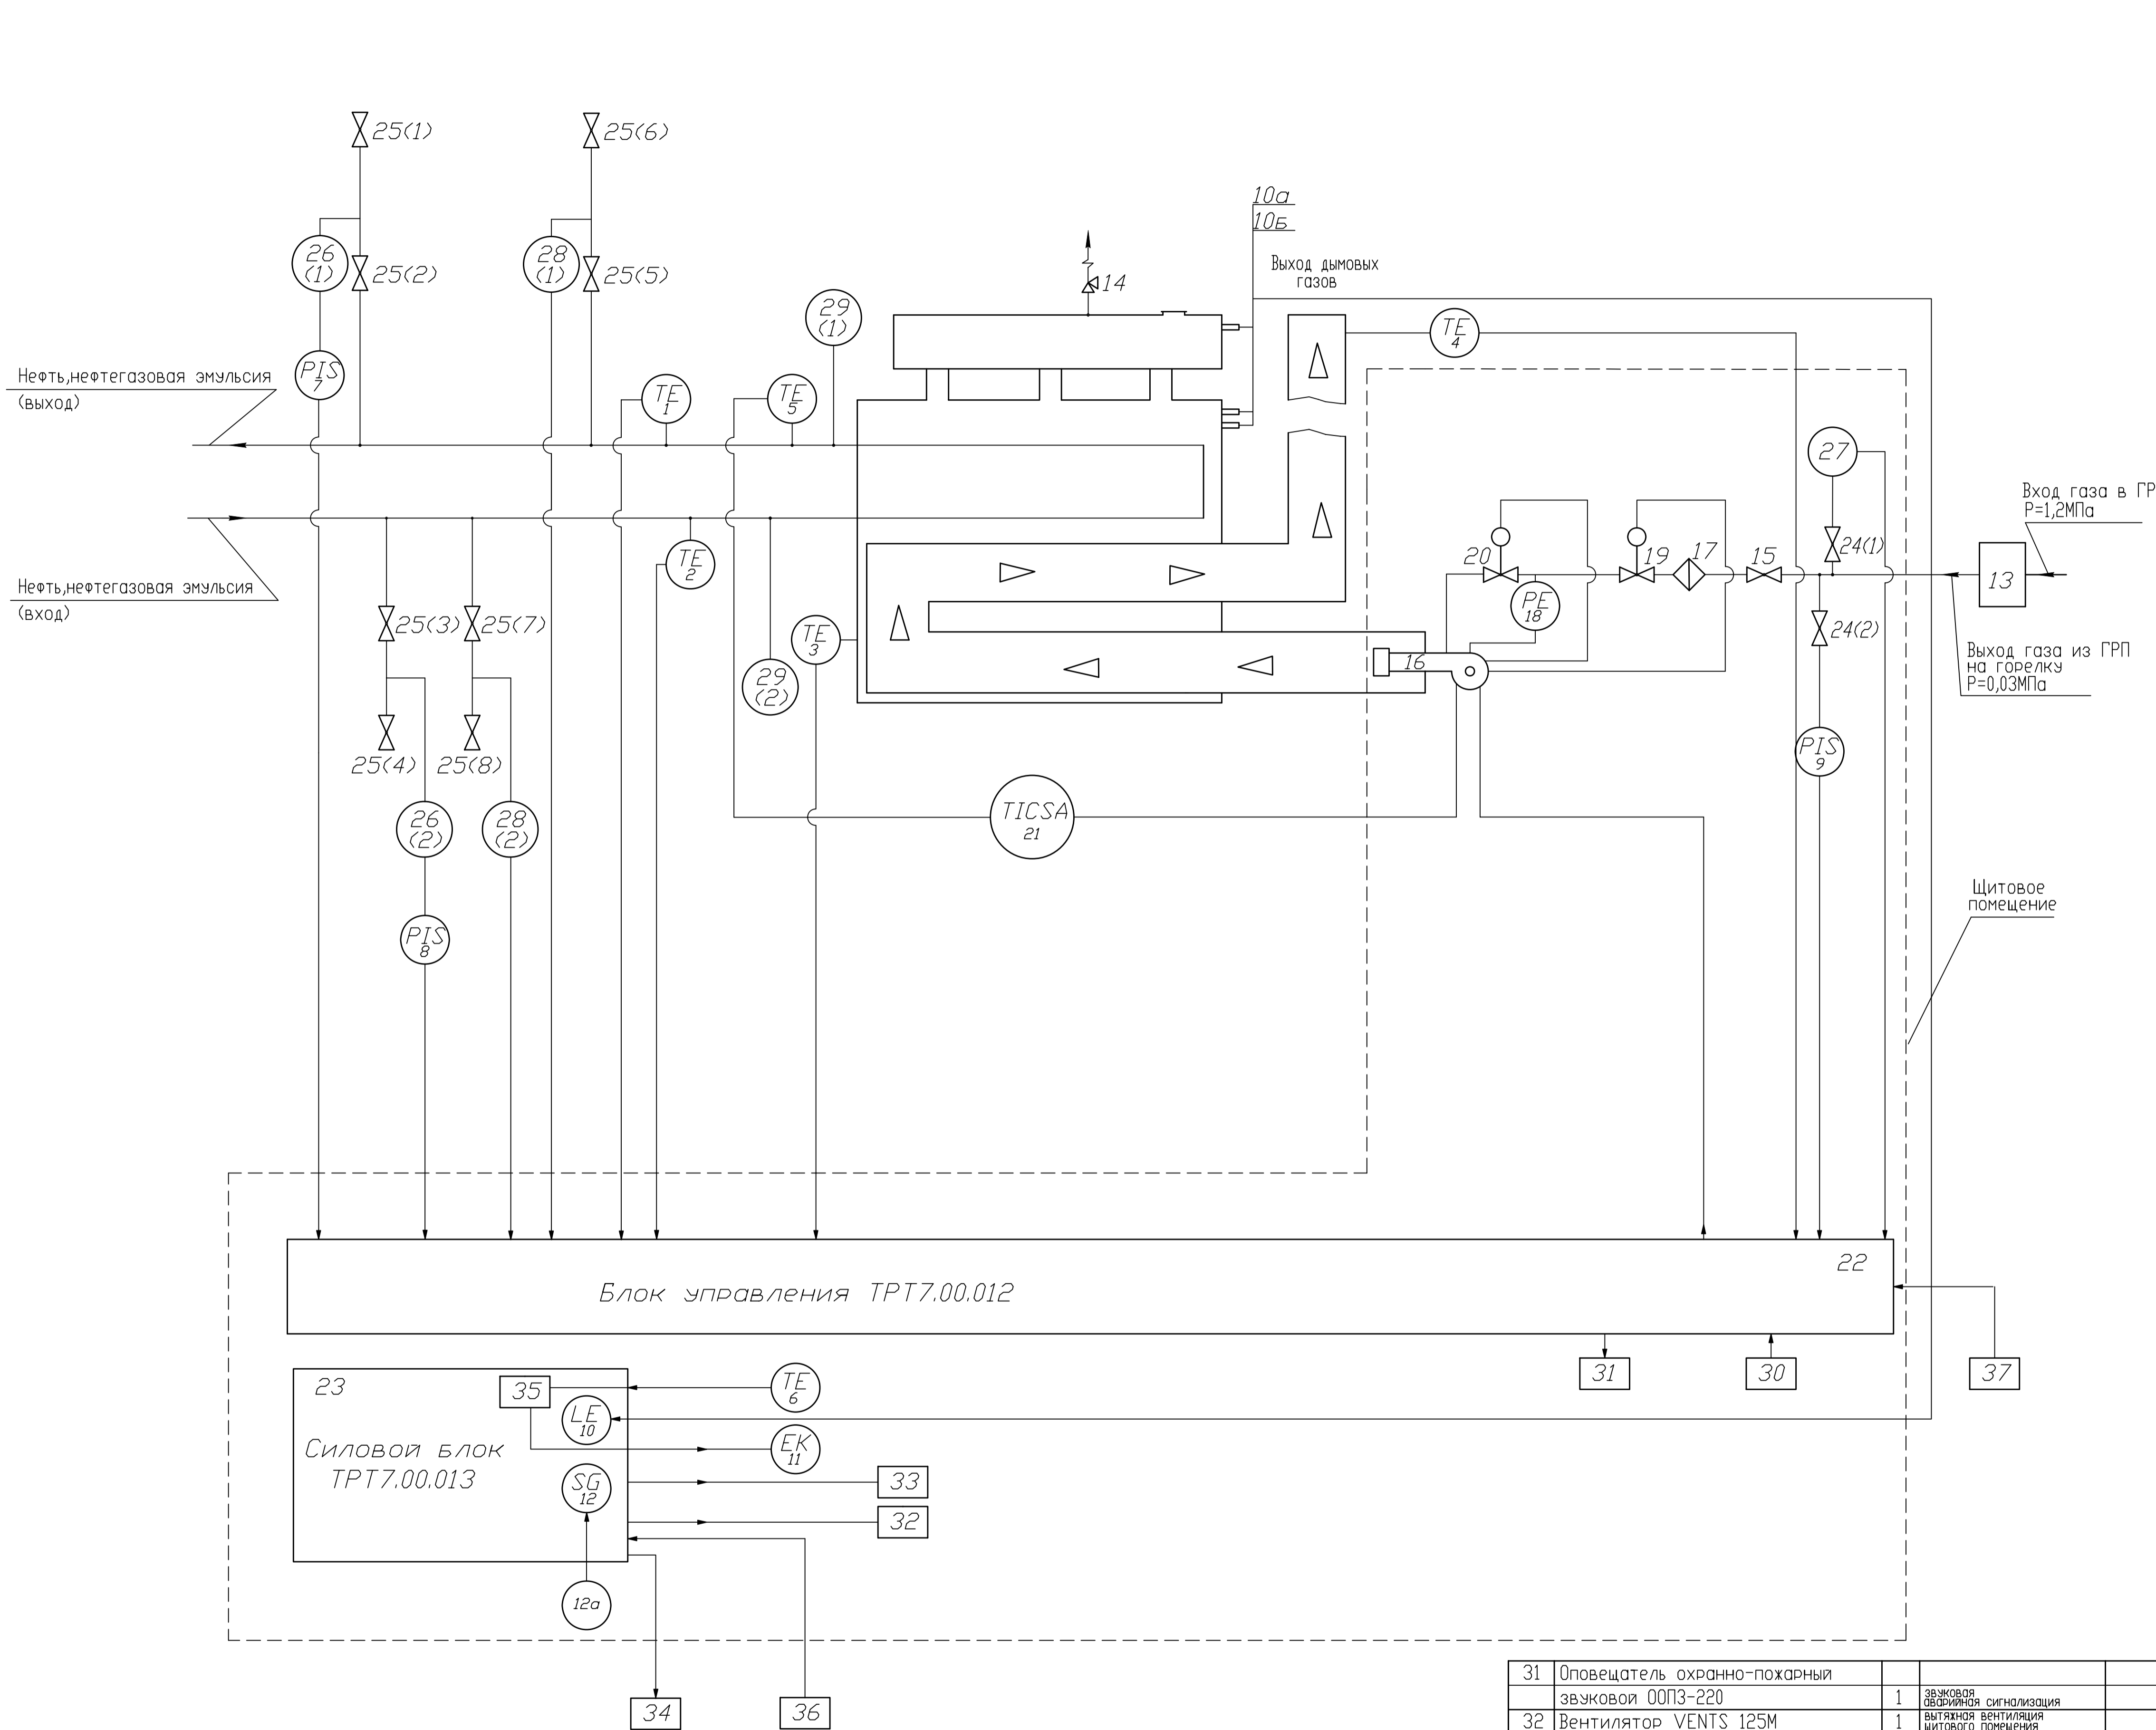 25(1)
25(6)
10а
10Б
Выход дымовых
газов
26
(1)
25(2)
28
(1)
25(5)
14
29
(1)
TE
4
Нефть,нефтегазовая эмульсия
(выход)
PIS
7
TE
1
TE
5
27
Вход газа в ГР
Р=1,2МПа
20
19
17
15
24(1)
13
Нефть,нефтегазовая эмульсия
(вход)
TE
2
PE
18
25(3)
25(7)
TE
3
24(2)
16
Выход газа из ГРП
на горелку
Р=0,03МПа
29
(2)
25(4)
25(8)
PIS
9
26
(2)
28
(2)
TICSA
21
PIS
8
Щитовое
помещение
22
Блок управления ТРТ7.00.012
31
30
37
23
35
TE
6
LE
10
EK
11
Силовой блок
ТРТ7.00.013
SG
12
33
32
12а
34
36
31 Оповещатель охранно-пожарный
звуковой ООПЗ-220 1 звуковая
аварийная сигнализация
32 Вентилятор VENTS 125М 1 вытяжная вентиляция
щитового помещения